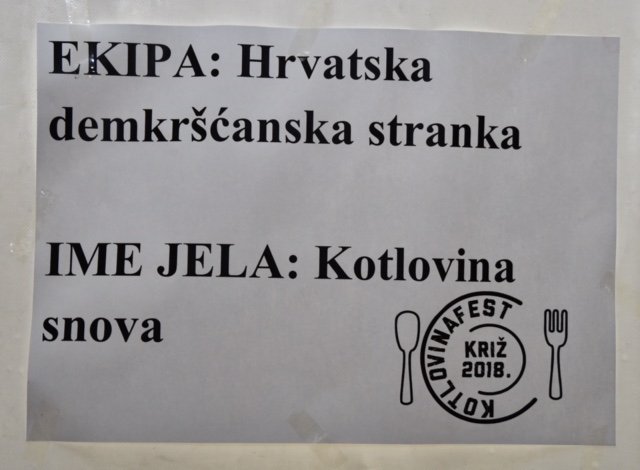 EKIPA: Hrvatska
demkršćanska stranka
IME JELA: Kotlovina
snova
KOTLOVINAFEST
KRIŽ
2018.